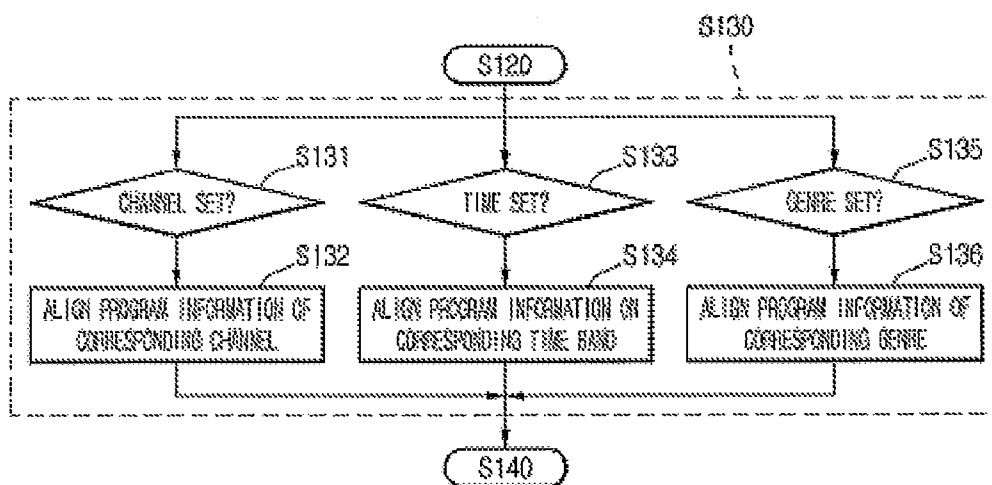 S130
S120
S131
CHANNEL SET?
S133
TIME SET?
S135
GENRE SET?
S132
ALIGN PROGRAM INFORMATION OF
CORRESPONDING CHANNEL
S134
ALIGN PROGRAM INFORMATION ON
CORRESPONDING TIME BAND
S136
ALIGN PROGRAM INFORMATION OF
CORRESPONDING GENRE
S140